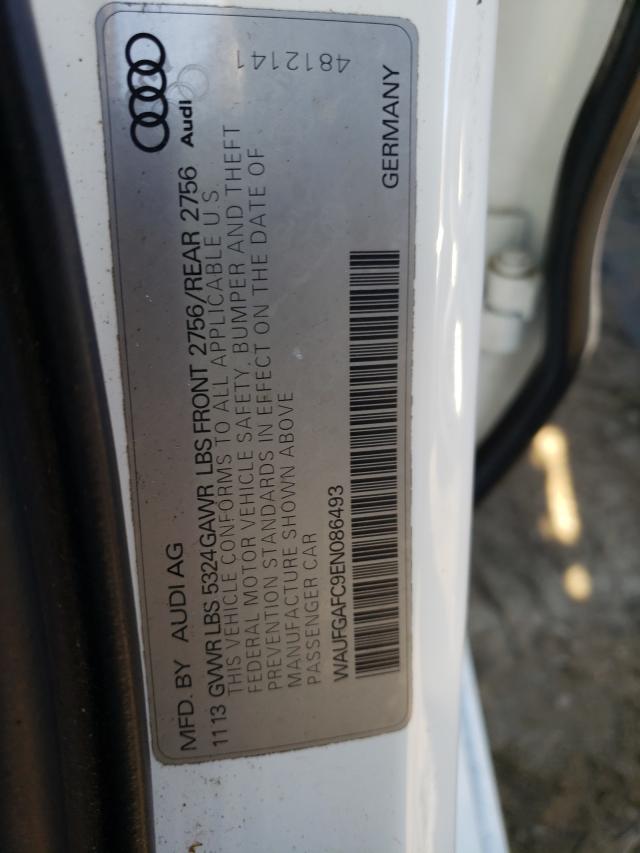 MFD. BY AUDI AG
11 13 GVWR LBS 5324GAWR LBS FRONT 2756/REAR 2756
THIS VEHICLE CONFORMS TO ALL APPLICABLE U.S.
FEDERAL MOTOR VEHICLE SAFETY, BUMPER AND THEFT
PREVENTION STANDARDS IN EFFECT ON THE DATE OF
MANUFACTURE SHOWN ABOVE
PASSENGER CAR
WAUFGAFC9EN086493
Audi
4812141
GERMANY